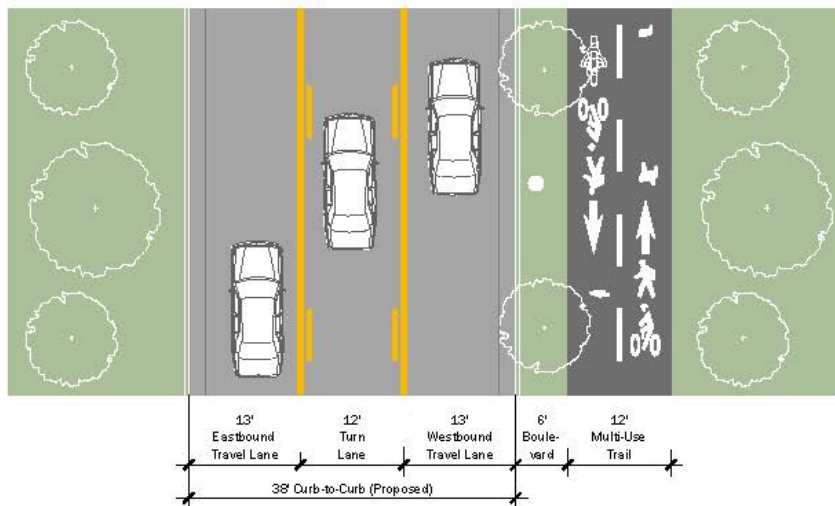 13'
Eastbound
Travel Lane
12'
Turn
Lane
13'
Westbound
Travel Lane
6'
Boule-
vard
12'
Multi-Use
Trail
38' Curb-to-Curb (Proposed)